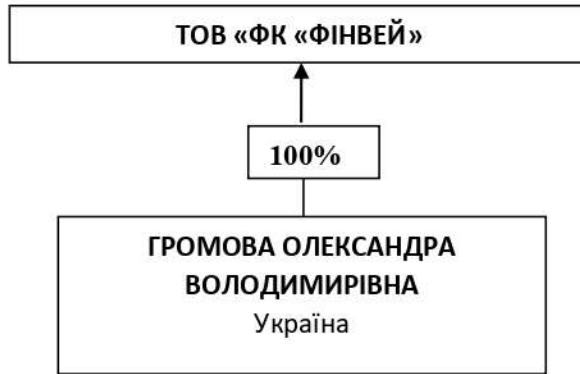 ТОВ «ФК «ФІНВЕЙ»
100%
ГРОМОВА ОЛЕКСАНДРА
ВОЛОДИМИРІВНА
Україна